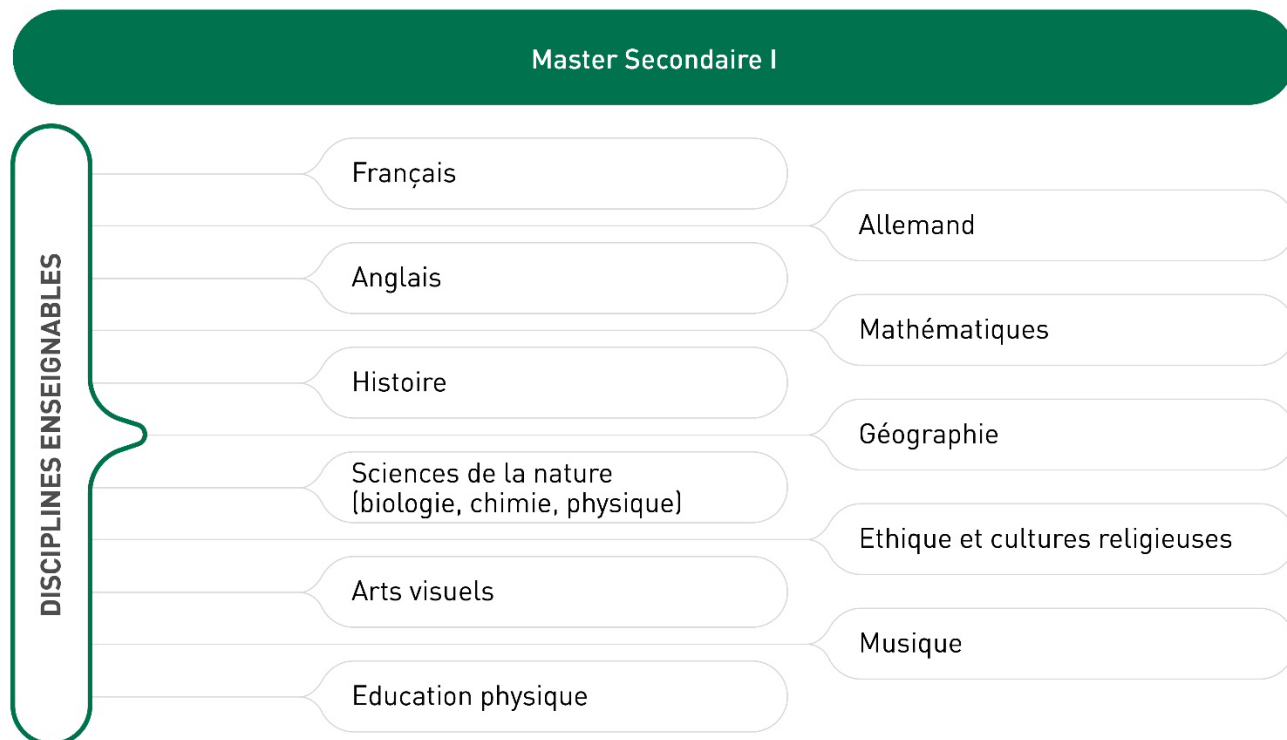 Master Secondaire I
DISCIPLINES ENSEIGNABLES
Français
Allemand
Anglais
Mathématiques
Histoire
Géographie
Sciences de la nature
(biologie, chimie, physique)
Ethique et cultures religieuses
Arts visuels
Musique
Education physique